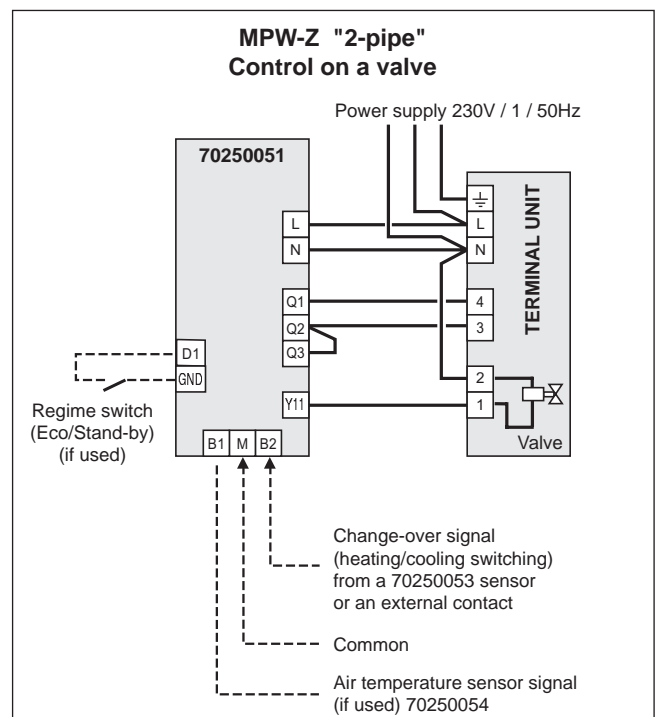 MPW-Z "2-pipe"
Control on a valve
Power supply 230V / 1 / 50Hz
70250051
TERMINAL UNIT
L
N
L
N
Q1
Q2
Q3
4
3
D1
GND
Regime switch
(Eco/Stand-by)
(if used)
Y11
2
1
Valve
B1 M B2
Change-over signal
(heating/cooling switching)
from a 70250053 sensor
or an external contact
Common
Air temperature sensor signal
(if used) 70250054